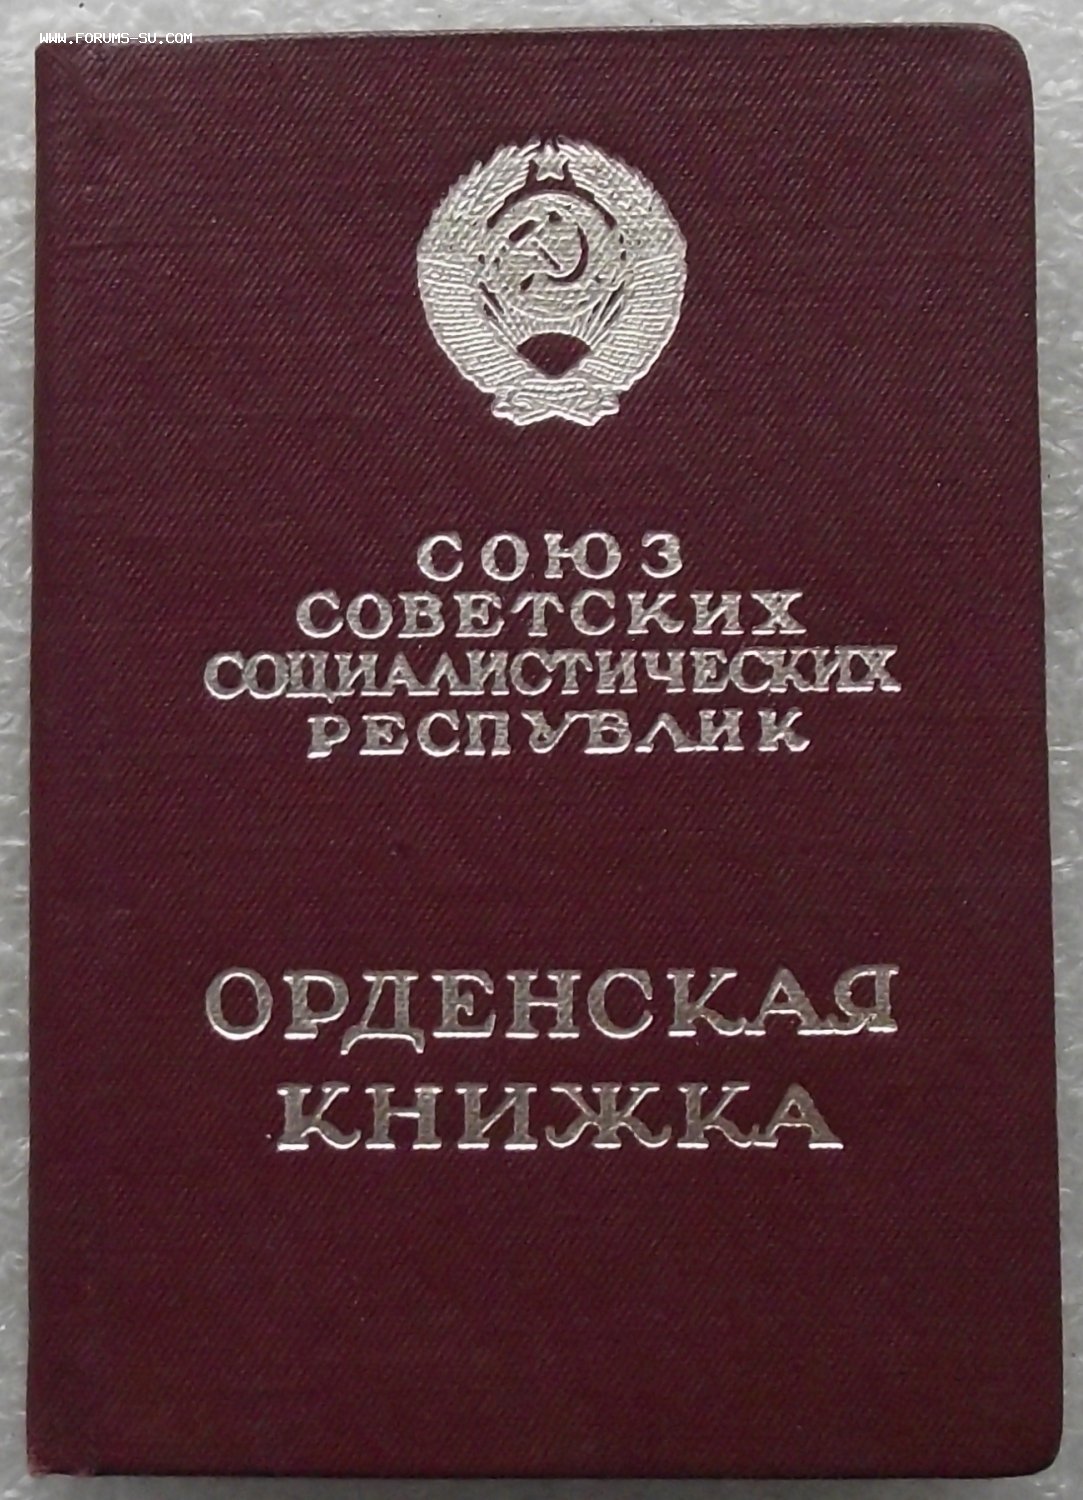 WWW.FORUMS-SU.COM
СОЮЗ
СОВЕТСКИХ
СОЦИАЛИСТИЧЕСКИХ
РЕСПУБЛИК
ОРДЕНСКАЯ
КНИЖКА